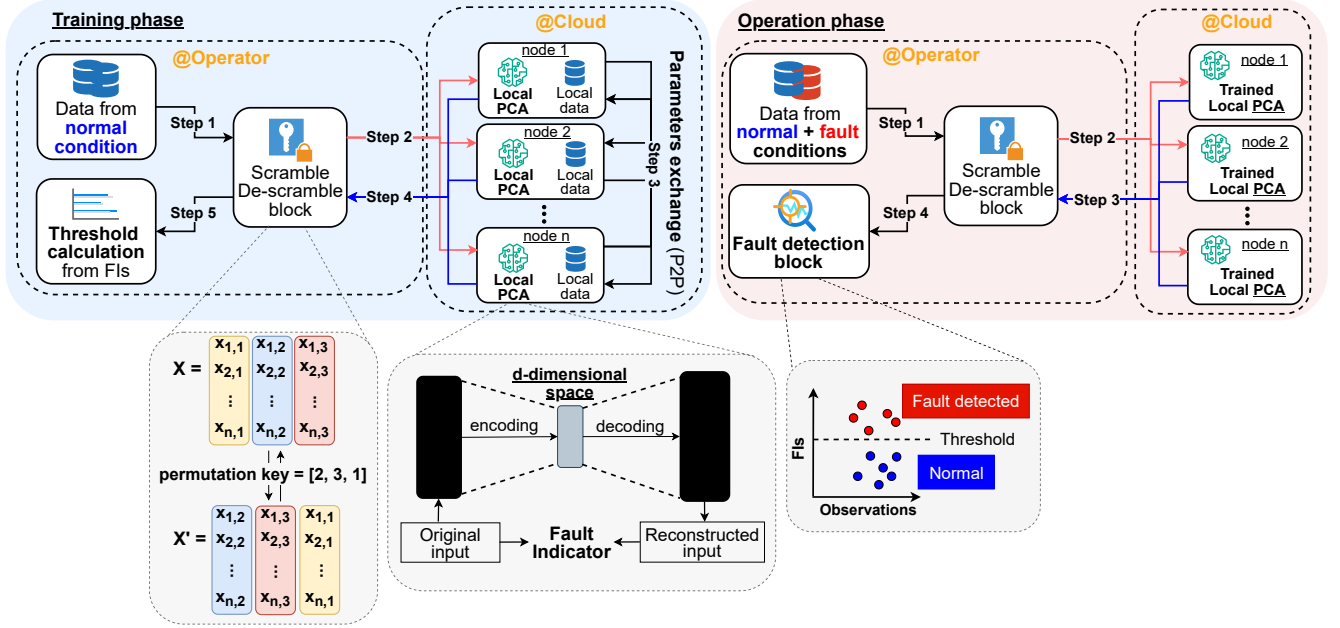 Training phase
@Operator
Data from
normal
condition
Step 1
Scramble
De-scramble
block
Step 5
Threshold
calculation
from FIs
Step 2
Step 4
@Cloud
node 1
Local
PCA
Local
data
node 2
Local
PCA
Local
data
node n
Local
PCA
Local
data
Step 3
Parameters exchange (P2P)
Operation phase
@Operator
Data from
normal + fault
conditions
Step 1
Scramble
De-scramble
block
Step 4
Fault detection
block
Step 2
Step 3
@Cloud
node 1
Trained
Local PCA
node 2
Trained
Local PCA
node n
Trained
Local PCA
X =
x1,1 x1,2 x1,3
x2,1 x2,2 x2,3
⋮ ⋮ ⋮
xn,1 xn,2 xn,3
permutation key = [2, 3, 1]
X' =
x1,2 x1,3 x1,1
x2,2 x2,3 x2,1
⋮ ⋮ ⋮
xn,2 xn,3 xn,1
d-dimensional
space
encoding
decoding
Original
input
Fault
Indicator
Reconstructed
input
FIs
Fault detected
Threshold
Normal
Observations